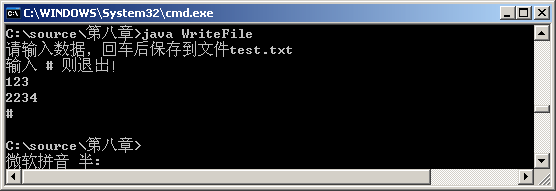 C:\WINDOWS\System32\cmd.exe
C:\source\第八章>java WriteFile
请输入数据，回车后保存到文件test.txt
输入 # 则退出！
123
2234
#
C:\source\第八章>
微软拼音 半：